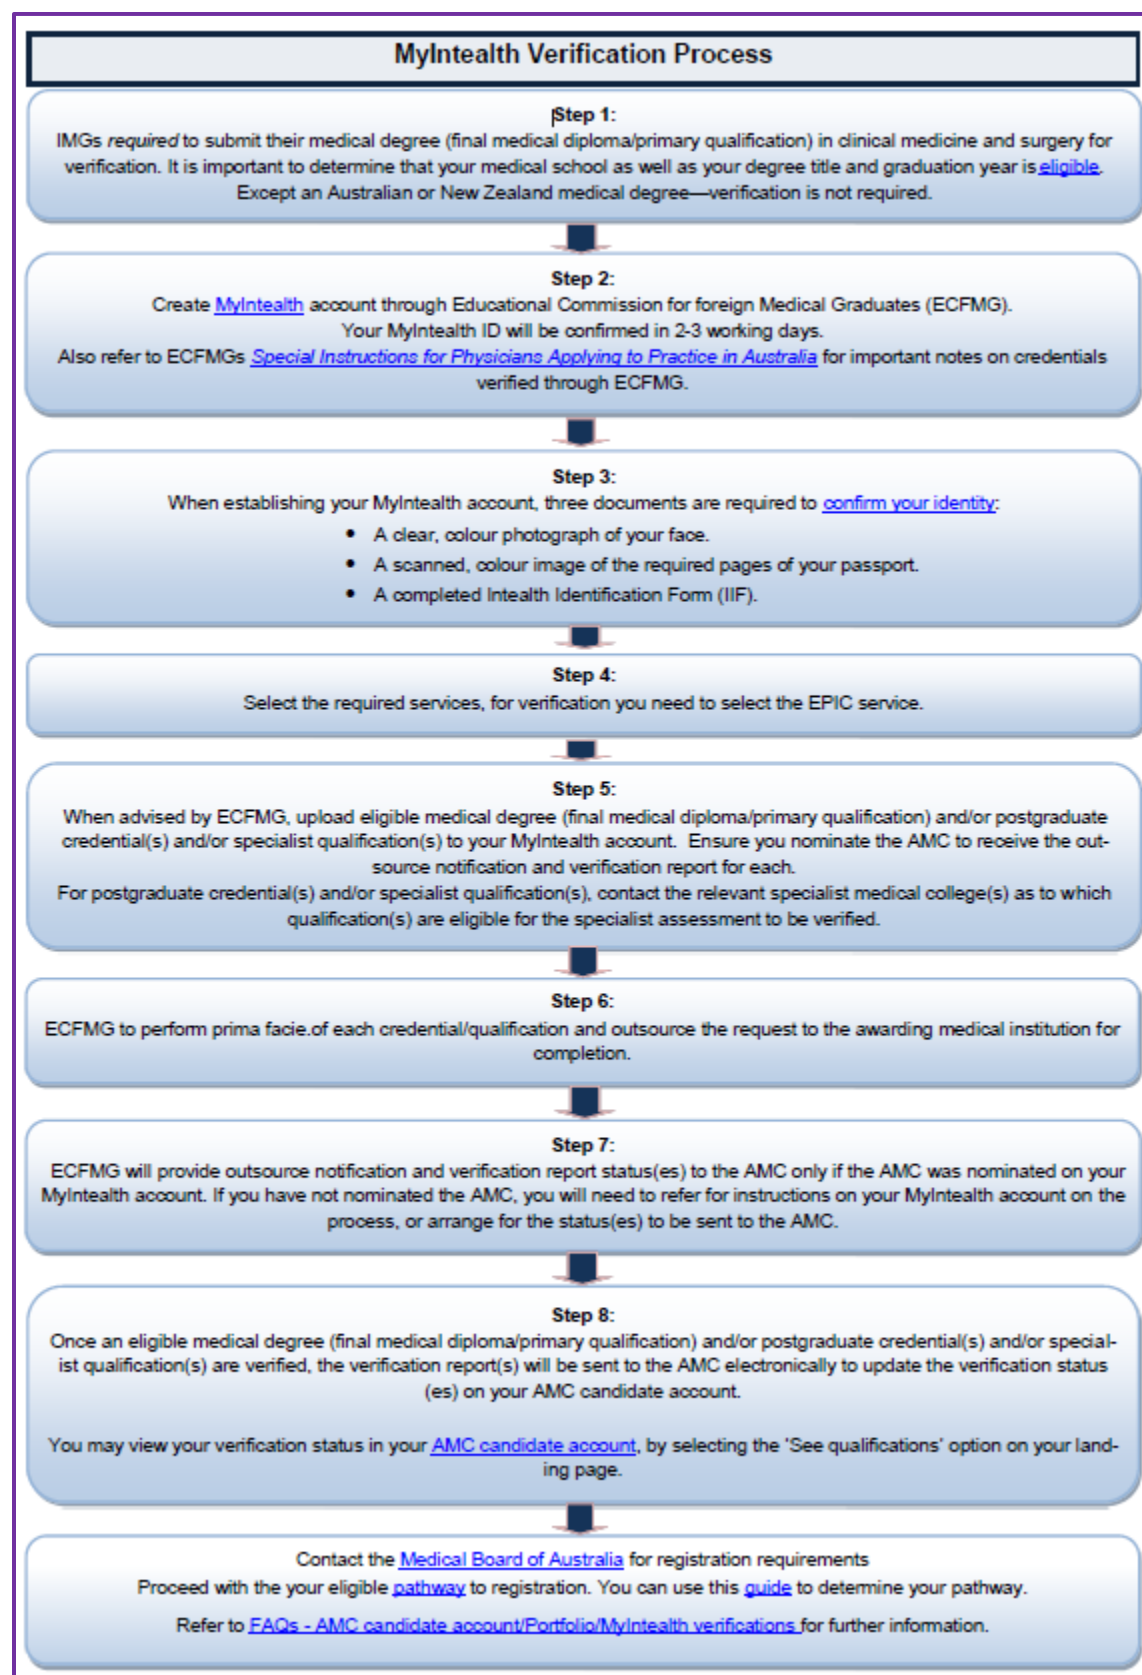 MyIntealth Verification Process
Step 1:
IMGs required to submit their medical degree (final medical diploma/primary qualification) in clinical medicine and surgery for
verification. It is important to determine that your medical school as well as your degree title and graduation year is eligible.
Except an Australian or New Zealand medical degree—verification is not required.
Step 2:
Create MyIntealth account through Educational Commission for foreign Medical Graduates (ECFMG).
Your MyIntealth ID will be confirmed in 2-3 working days.
Also refer to ECFMGs Special Instructions for Physicians Applying to Practice in Australia for important notes on credentials
verified through ECFMG.
Step 3:
When establishing your MyIntealth account, three documents are required to confirm your identity:
• A clear, colour photograph of your face.
• A scanned, colour image of the required pages of your passport.
• A completed Intealth Identification Form (IIF).
Step 4:
Select the required services, for verification you need to select the EPIC service.
Step 5:
When advised by ECFMG, upload eligible medical degree (final medical diploma/primary qualification) and/or postgraduate
credential(s) and/or specialist qualification(s) to your MyIntealth account. Ensure you nominate the AMC to receive the out-
source notification and verification report for each.
For postgraduate credential(s) and/or specialist qualification(s), contact the relevant specialist medical college(s) as to which
qualification(s) are eligible for the specialist assessment to be verified.
Step 6:
ECFMG to perform prima facie.of each credential/qualification and outsource the request to the awarding medical institution for
completion.
Step 7:
ECFMG will provide outsource notification and verification report status(es) to the AMC only if the AMC was nominated on your
MyIntealth account. If you have not nominated the AMC, you will need to refer for instructions on your MyIntealth account on the
process, or arrange for the status(es) to be sent to the AMC.
Step 8:
Once an eligible medical degree (final medical diploma/primary qualification) and/or postgraduate credential(s) and/or special-
ist qualification(s) are verified, the verification report(s) will be sent to the AMC electronically to update the verification status
(es) on your AMC candidate account.
You may view your verification status in your AMC candidate account, by selecting the 'See qualifications' option on your land-
ing page.
Contact the Medical Board of Australia for registration requirements
Proceed with the your eligible pathway to registration. You can use this guide to determine your pathway.
Refer to FAQs - AMC candidate account/Portfolio/MyIntealth verifications for further information.